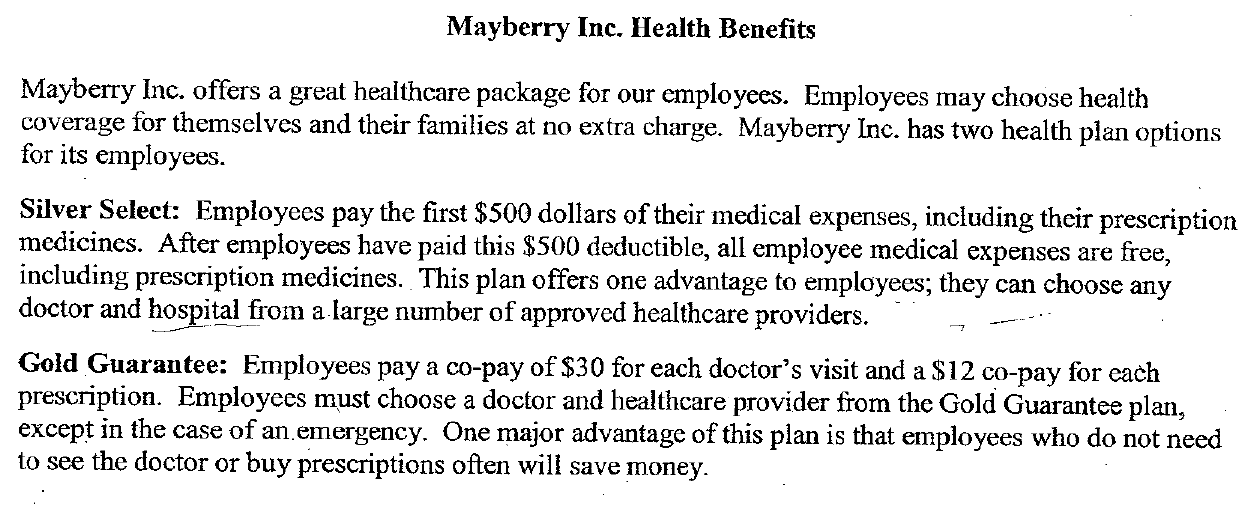 Mayberry Inc. Health Benefits
Mayberry Inc. offers a great healthcare package for our employees. Employees may choose health
coverage for themselves and their families at no extra charge. Mayberry Inc. has two health plan options
for its employees.
Silver Select: Employees pay the first $500 dollars of their medical expenses, including their prescription
medicines. After employees have paid this $500 deductible, all employee medical expenses are free,
including prescription medicines. This plan offers one advantage to employees; they can choose any
doctor and hospital from a large number of approved healthcare providers.
Gold Guarantee: Employees pay a co-pay of $30 for each doctor's visit and a $12 co-pay for each
prescription. Employees must choose a doctor and healthcare provider from the Gold Guarantee plan,
except in the case of an emergency. One major advantage of this plan is that employees who do not need
to see the doctor or buy prescriptions often will save money.